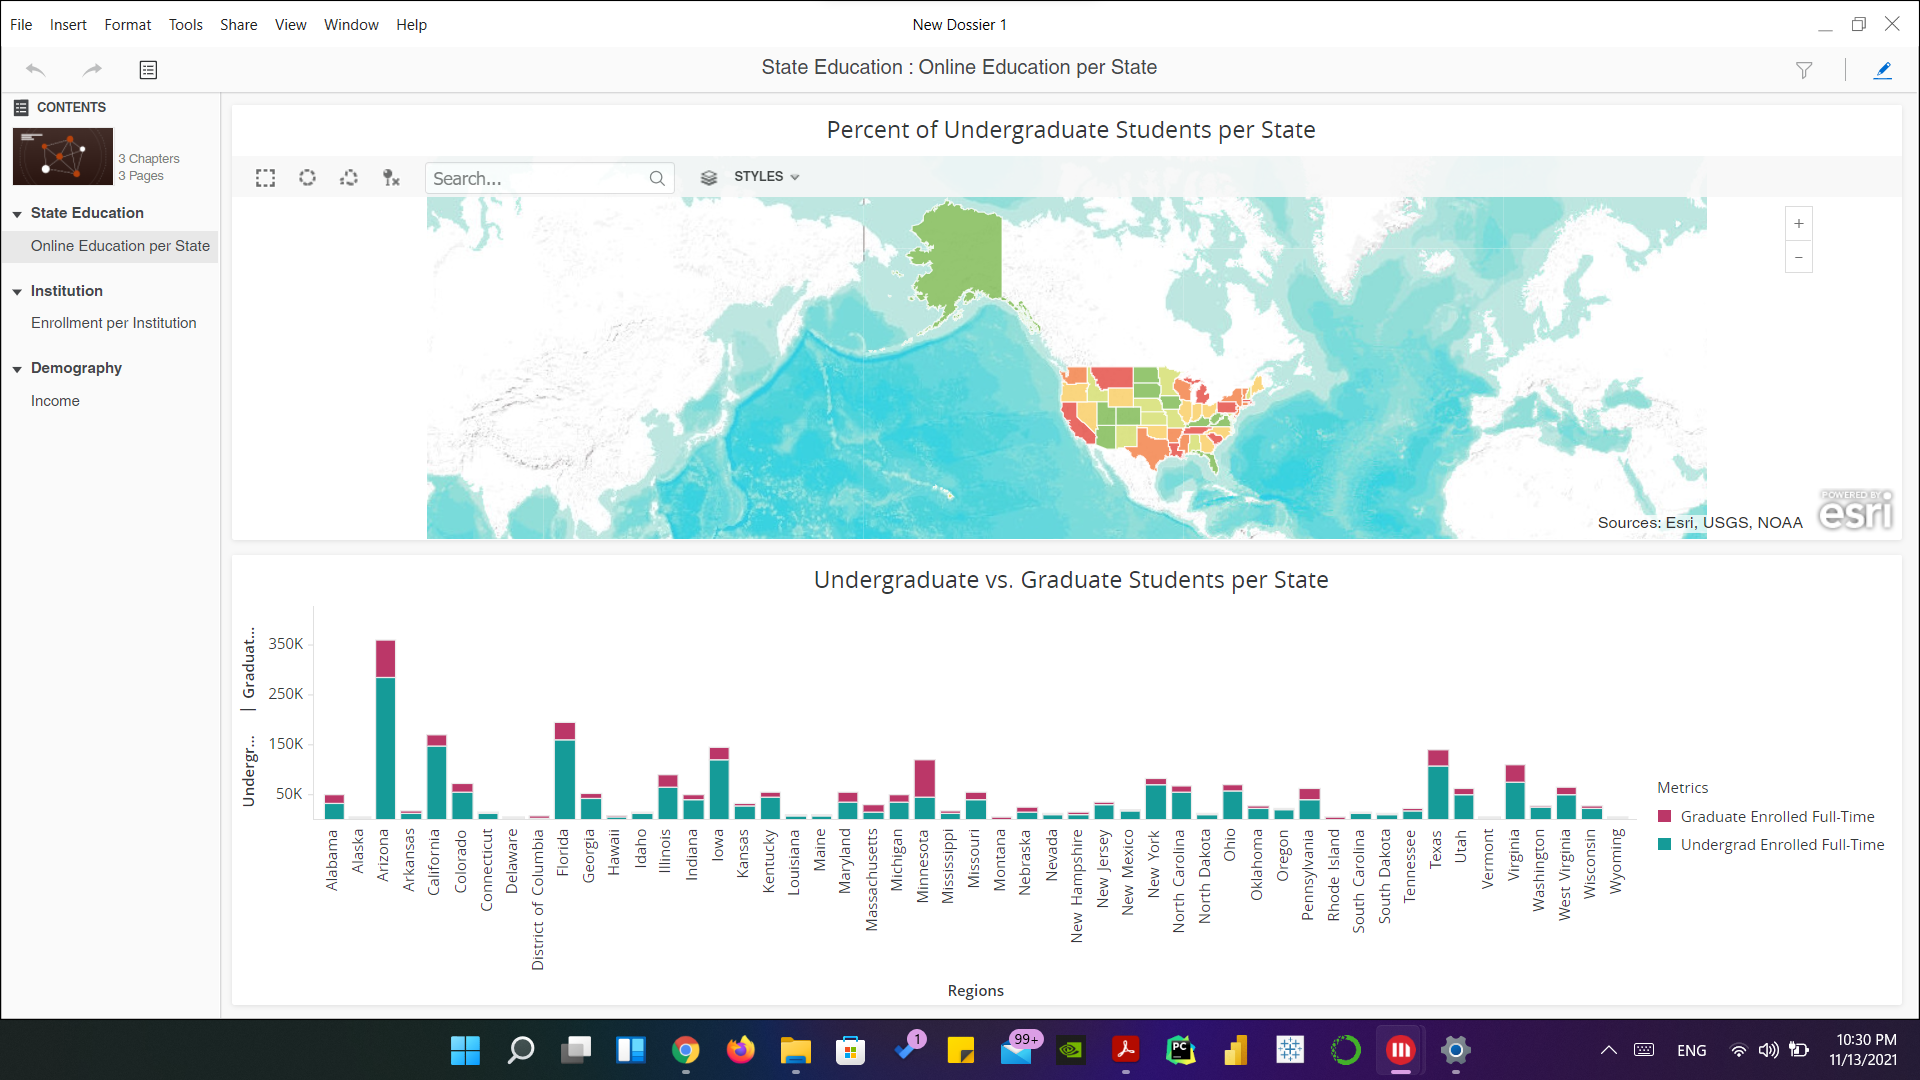 File Insert Format Tools Share View Window Help
New Dossier 1
State Education : Online Education per State
CONTENTS
3 Chapters
3 Pages
State Education
Online Education per State
Institution
Enrollment per Institution
Demography
Income
Percent of Undergraduate Students per State
Search...
STYLES
+
−
Sources: Esri, USGS, NOAA
POWERED BY
esri
Undergraduate vs. Graduate Students per State
Undergr... | Graduat...
350K
250K
150K
50K
Alabama
Alaska
Arizona
Arkansas
California
Colorado
Connecticut
Delaware
District of Columbia
Florida
Georgia
Hawaii
Idaho
Illinois
Indiana
Iowa
Kansas
Kentucky
Louisiana
Maine
Maryland
Massachusetts
Michigan
Minnesota
Mississippi
Missouri
Montana
Nebraska
Nevada
New Hampshire
New Jersey
New Mexico
New York
North Carolina
North Dakota
Ohio
Oklahoma
Oregon
Pennsylvania
Rhode Island
South Carolina
South Dakota
Tennessee
Texas
Utah
Vermont
Virginia
Washington
West Virginia
Wisconsin
Wyoming
Regions
Metrics
Graduate Enrolled Full-Time
Undergrad Enrolled Full-Time
1
99+
PC
ENG
10:30 PM
11/13/2021